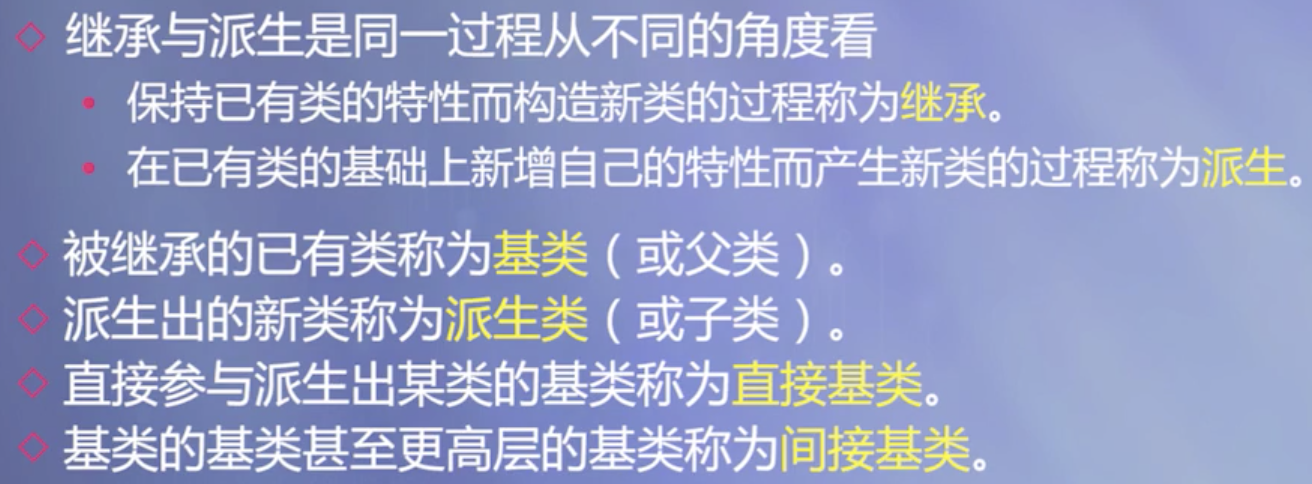 继承与派生是同一过程从不同的角度看
保持已有类的特性而构造新类的过程称为继承。
在已有类的基础上新增自己的特性而产生新类的过程称为派生。
被继承的已有类称为基类（或父类）。
派生出的新类称为派生类（或子类）。
直接参与派生出某类的基类称为直接基类。
基类的基类甚至更高层的基类称为间接基类。